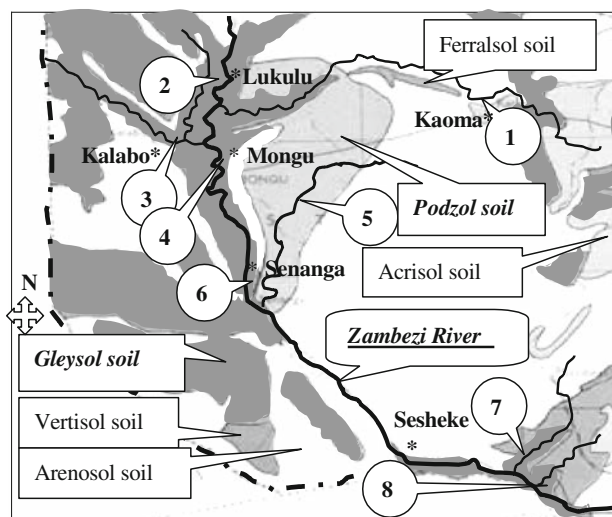 Ferralsol soil
2
*Lukulu
Kaoma*
1
Kalabo*
* Mongu
MONGU
3
4
5
Podzol soil
Acrisol soil
6
* Senanga
N
Zambezi River
Gleysol soil
Vertisol soil
Arenosol soil
Sesheke
*
7
8